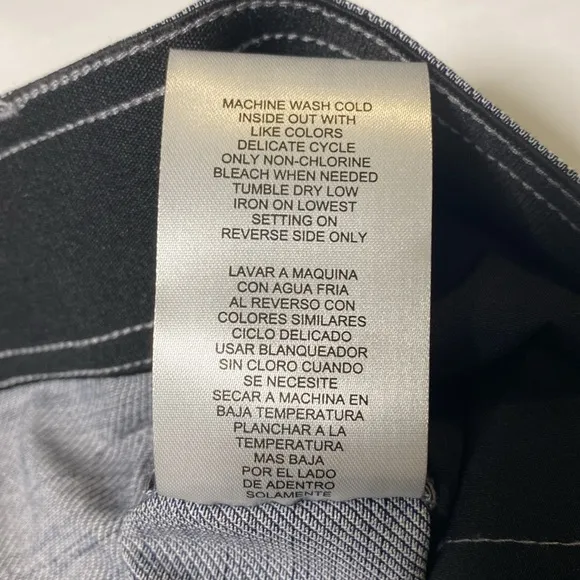 MACHINE WASH COLD
INSIDE OUT WITH
LIKE COLORS
DELICATE CYCLE
ONLY NON-CHLORINE
BLEACH WHEN NEEDED
TUMBLE DRY LOW
IRON ON LOWEST
SETTING ON
REVERSE SIDE ONLY
LAVAR A MAQUINA
CON AGUA FRIA
AL REVERSO CON
COLORES SIMILARES
CICLO DELICADO
USAR BLANQUEADOR
SIN CLORO CUANDO
SE NECESITE
SECAR A MACHINA EN
BAJA TEMPERATURA
PLANCHAR A LA
TEMPERATURA
MAS BAJA
POR EL LADO
DE ADENTRO
SOLAMENTE